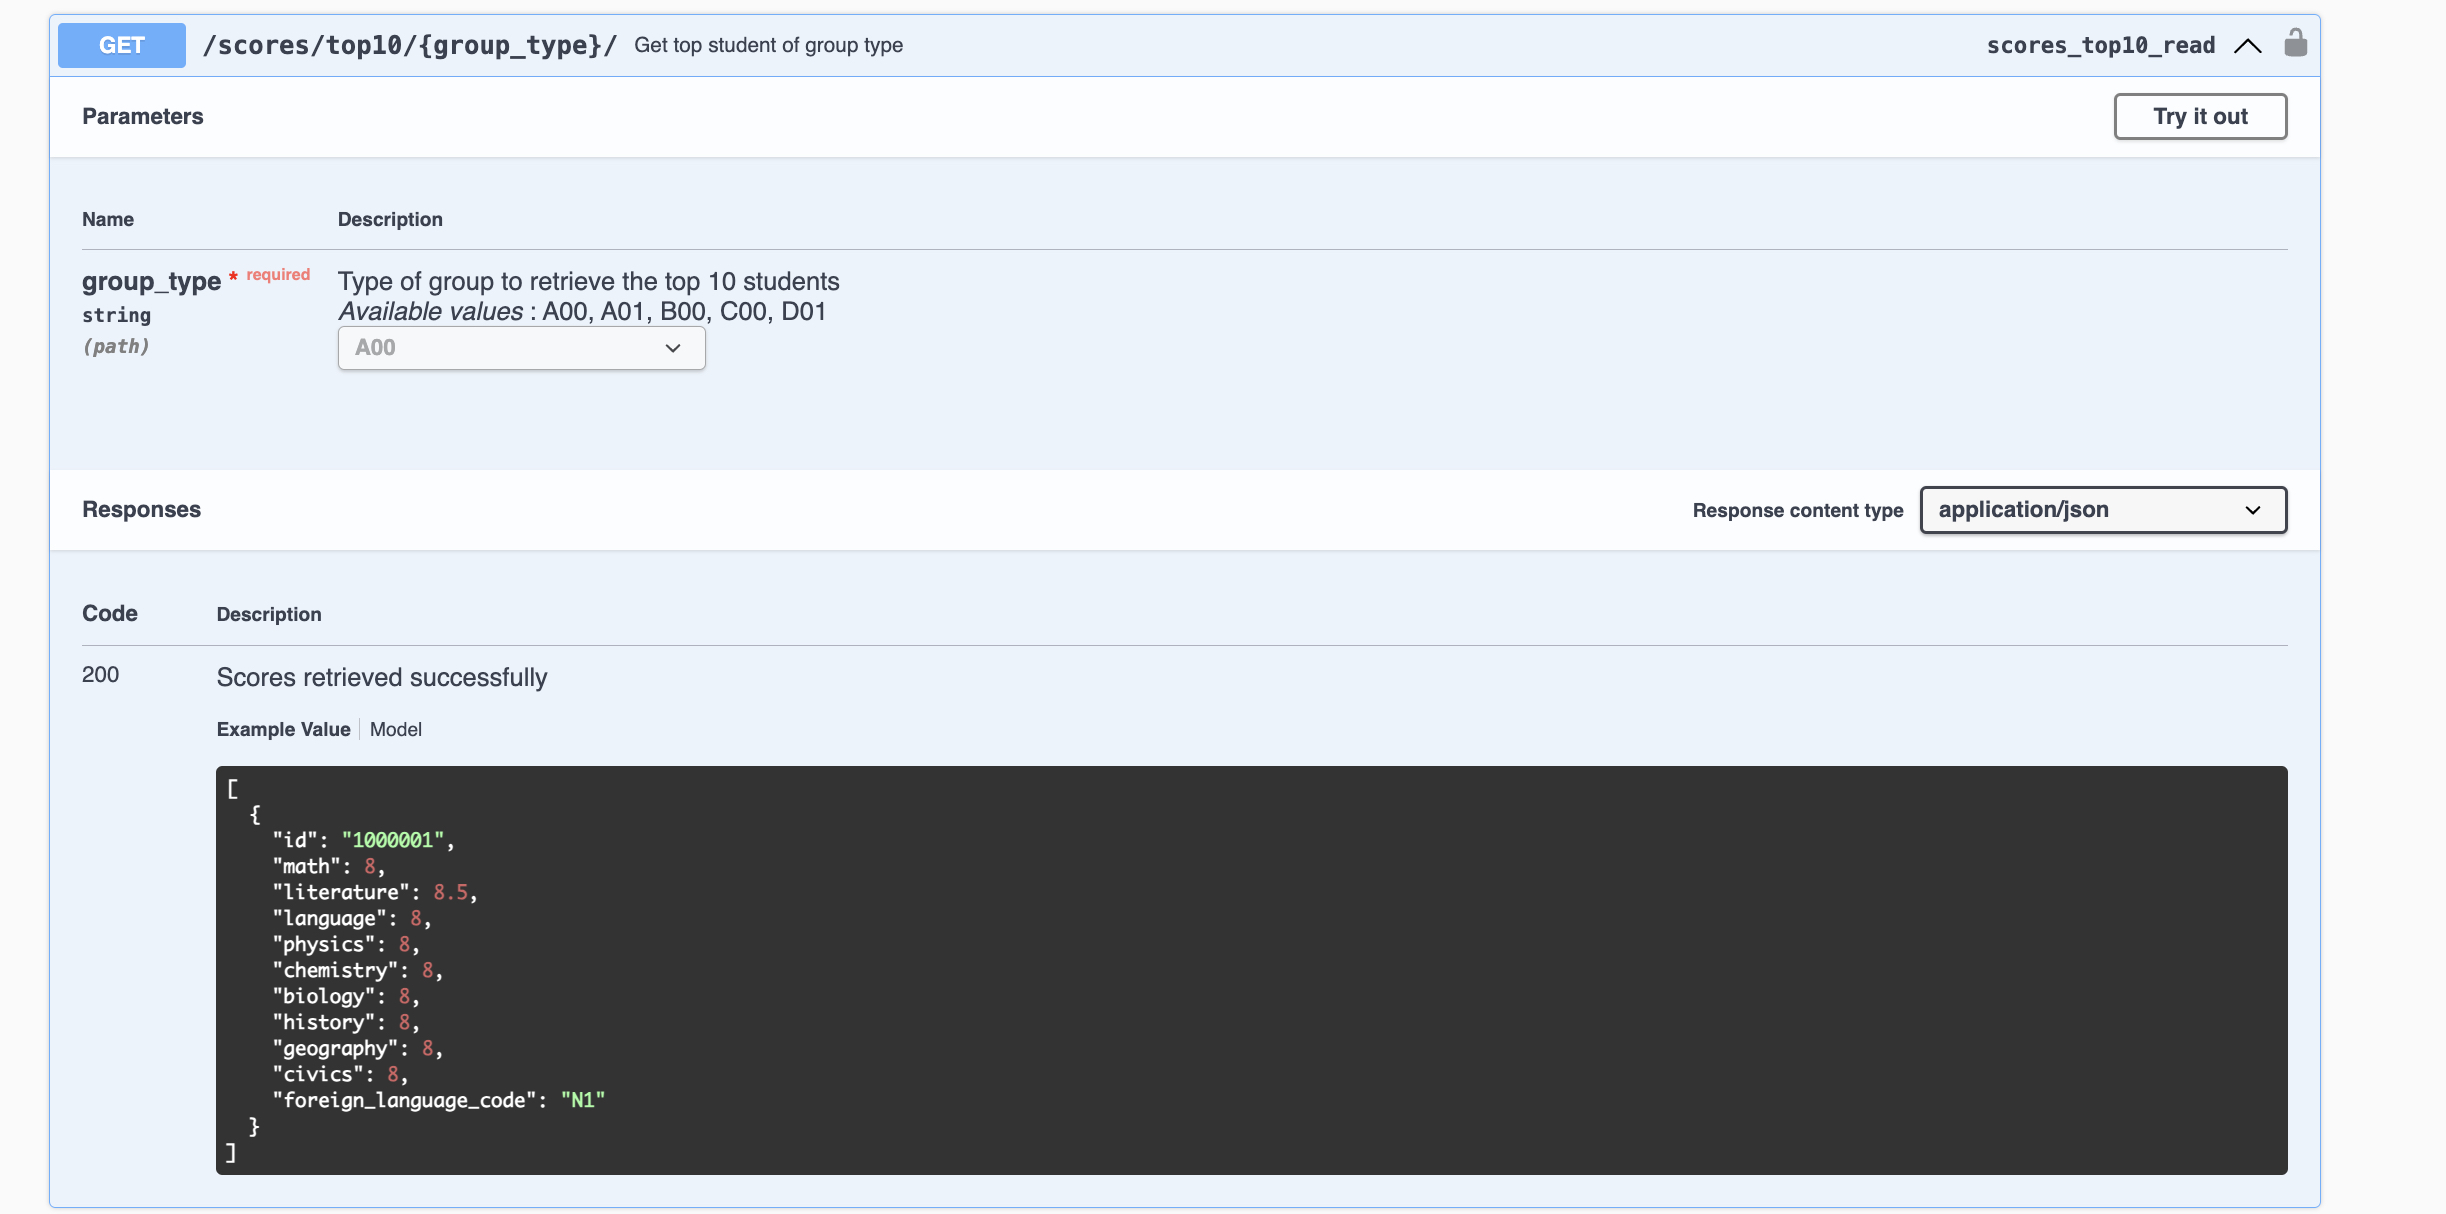 GET /scores/top10/{group_type}/ Get top student of group type scores_top10_read
Parameters Try it out
Name Description
group_type * required Type of group to retrieve the top 10 students
string Available values : A00, A01, B00, C00, D01
(path) A00
Responses Response content type application/json
Code Description
200 Scores retrieved successfully
Example Value Model
[
  {
    "id": "1000001",
    "math": 8,
    "literature": 8.5,
    "language": 8,
    "physics": 8,
    "chemistry": 8,
    "biology": 8,
    "history": 8,
    "geography": 8,
    "civics": 8,
    "foreign_language_code": "N1"
  }
]